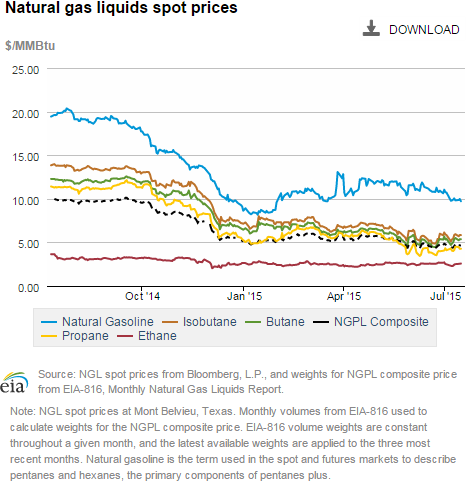 Natural gas liquids spot prices
DOWNLOAD
$/MMBtu
25.00
20.00
15.00
10.00
5.00
0.00
Oct '14 Jan '15 Apr '15 Jul '15
Natural Gasoline Isobutane Butane NGPL Composite
Propane Ethane
eia
Source: NGL spot prices from Bloomberg, L.P., and weights for NGPL composite price
from EIA-816, Monthly Natural Gas Liquids Report.
Note: NGL spot prices at Mont Belvieu, Texas. Monthly volumes from EIA-816 used to
calculate weights for the NGPL composite price. EIA-816 volume weights are constant
throughout a given month, and the latest available weights are applied to the three most
recent months. Natural gasoline is the term used in the spot and futures markets to describe
pentanes and hexanes, the primary components of pentanes plus.